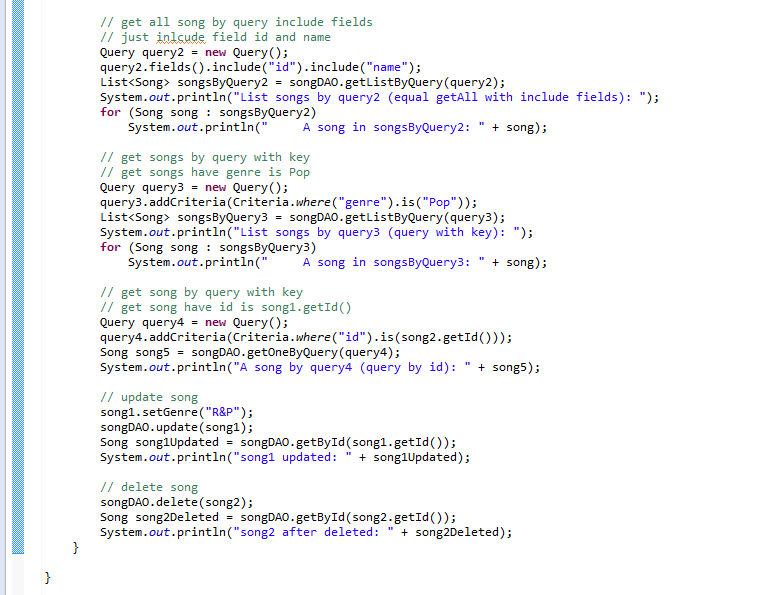 // get all song by query include fields
// just inlcude field id and name
Query query2 = new Query();
query2.fields().include("id").include("name");
List<Song> songsByQuery2 = songDAO.getListByQuery(query2);
System.out.println("List songs by query2 (equal getAll with include fields): ");
for (Song song : songsByQuery2)
    System.out.println("     A song in songsByQuery2: " + song);

// get songs by query with key
// get songs have genre is Pop
Query query3 = new Query();
query3.addCriteria(Criteria.where("genre").is("Pop"));
List<Song> songsByQuery3 = songDAO.getListByQuery(query3);
System.out.println("List songs by query3 (query with key): ");
for (Song song : songsByQuery3)
    System.out.println("     A song in songsByQuery3: " + song);

// get song by query with key
// get song have id is song1.getId()
Query query4 = new Query();
query4.addCriteria(Criteria.where("id").is(song2.getId()));
Song song5 = songDAO.getOneByQuery(query4);
System.out.println("A song by query4 (query by id): " + song5);

// update song
song1.setGenre("R&P");
songDAO.update(song1);
Song song1Updated = songDAO.getById(song1.getId());
System.out.println("song1 updated: " + song1Updated);

// delete song
songDAO.delete(song2);
Song song2Deleted = songDAO.getById(song2.getId());
System.out.println("song2 after deleted: " + song2Deleted);
}
}